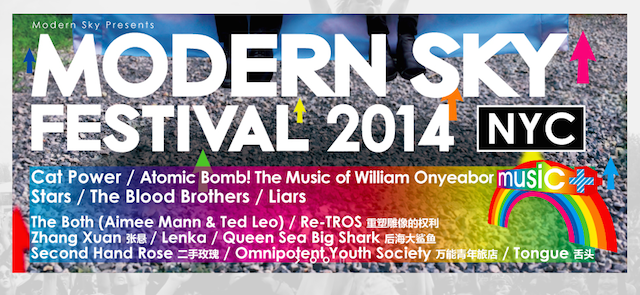 Modern Sky Presents
MODERN SKY
FESTIVAL 2014 NYC
Cat Power / Atomic Bomb! The Music of William Onyeabor
music
Stars / The Blood Brothers / Liars
The Both (Aimee Mann & Ted Leo) / Re-TROS 重塑雕像的权利
Zhang Xuan 张悬 / Lenka / Queen Sea Big Shark 后海大鲨鱼
Second Hand Rose 二手玫瑰 / Omnipotent Youth Society 万能青年旅店 / Tongue 舌头